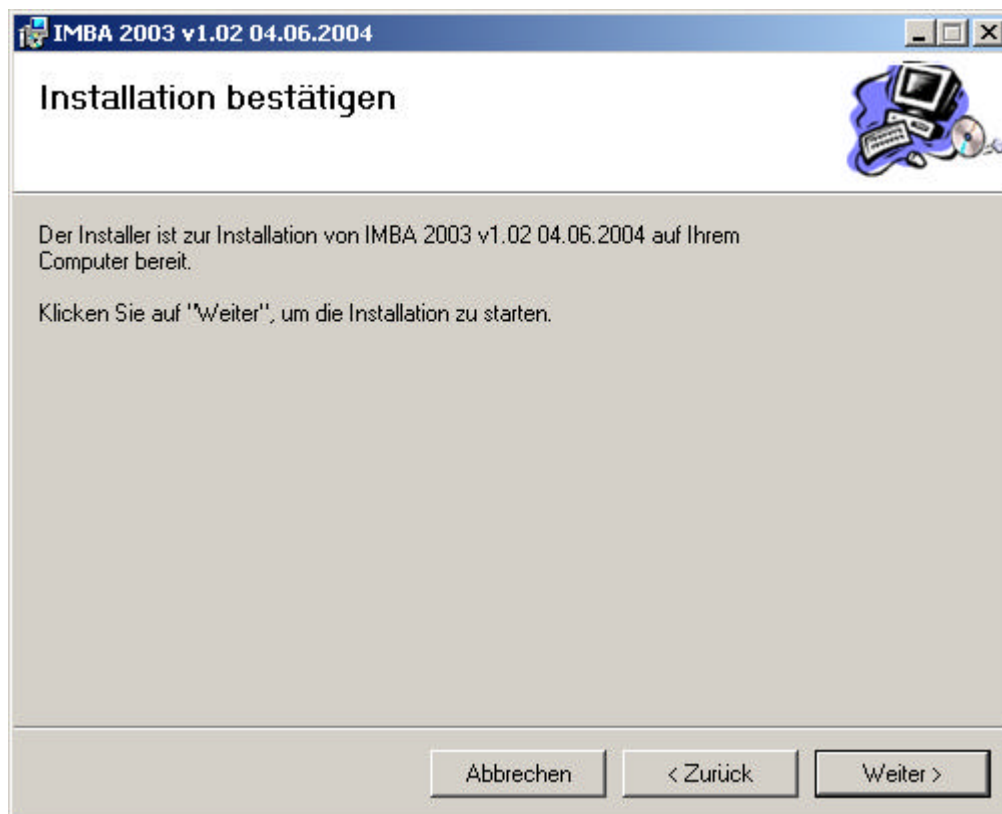 IMBA 2003 v1.02 04.06.2004
Installation bestätigen
Der Installer ist zur Installation von IMBA 2003 v1.02 04.06.2004 auf Ihrem
Computer bereit.
Klicken Sie auf "Weiter", um die Installation zu starten.
Abbrechen
< Zurück
Weiter >